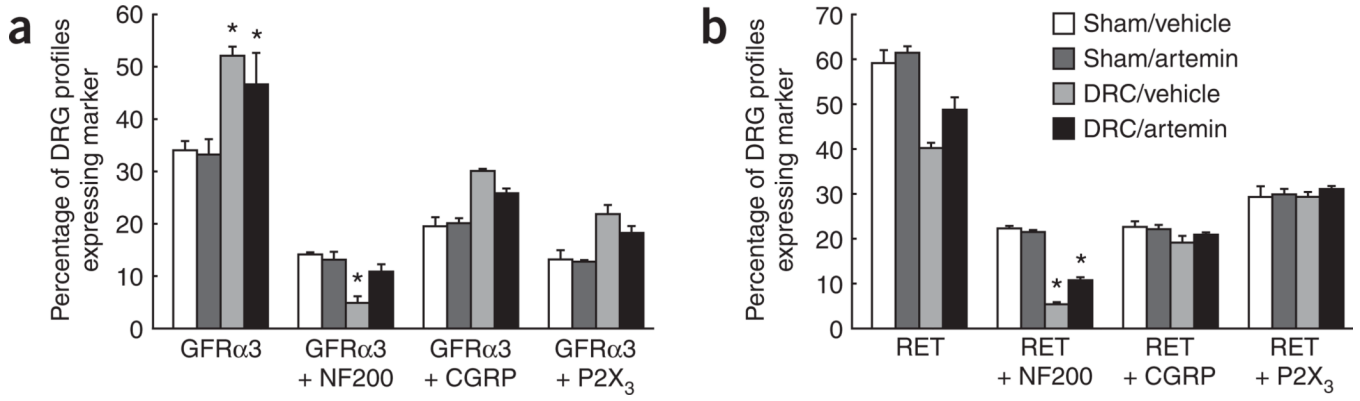 a
Percentage of DRG profiles
expressing marker
60
50
40
30
20
10
0
* *
*
GFRα3
GFRα3
+ NF200
GFRα3
+ CGRP
GFRα3
+ P2X₃
b
Percentage of DRG profiles
expressing marker
70
60
50
40
30
20
10
0
Sham/vehicle
Sham/artemin
DRC/vehicle
DRC/artemin
* *
RET
RET
+ NF200
RET
+ CGRP
RET
+ P2X₃